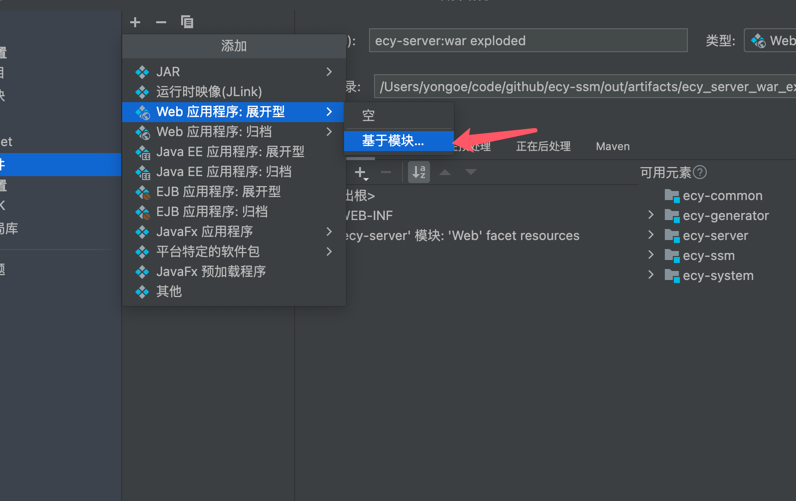 添加
JAR
运行时映像(JLink)
Web 应用程序: 展开型
Web 应用程序: 归档
Java EE 应用程序: 展开型
Java EE 应用程序: 归档
EJB 应用程序: 展开型
EJB 应用程序: 归档
JavaFx 应用程序
平台特定的软件包
JavaFx 预加载程序
其他
空
基于模块...
): ecy-server:war exploded
类型: Web
录: /Users/yongoe/code/github/ecy-ssm/out/artifacts/ecy_server_war_ex
处理 正在后处理 Maven
出根>
WEB-INF
ecy-server' 模块: 'Web' facet resources
可用元素
ecy-common
ecy-generator
ecy-server
ecy-ssm
ecy-system
置
et
件
置
K
局库
题